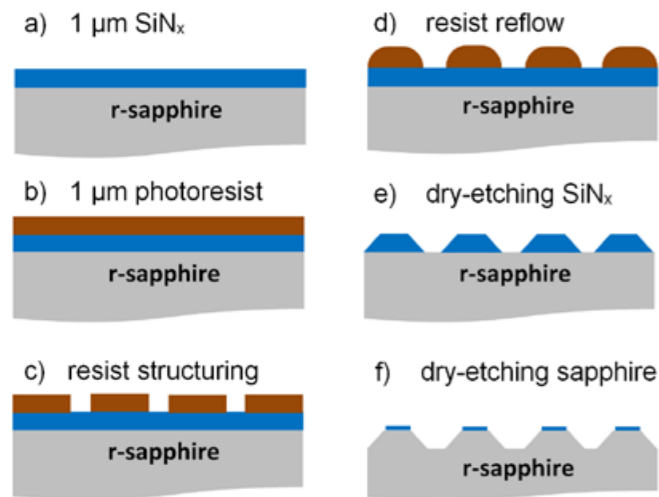 a) 1 µm SiNₓ
r-sapphire
b) 1 µm photoresist
r-sapphire
c) resist structuring
r-sapphire
d) resist reflow
r-sapphire
e) dry-etching SiNₓ
r-sapphire
f) dry-etching sapphire
r-sapphire